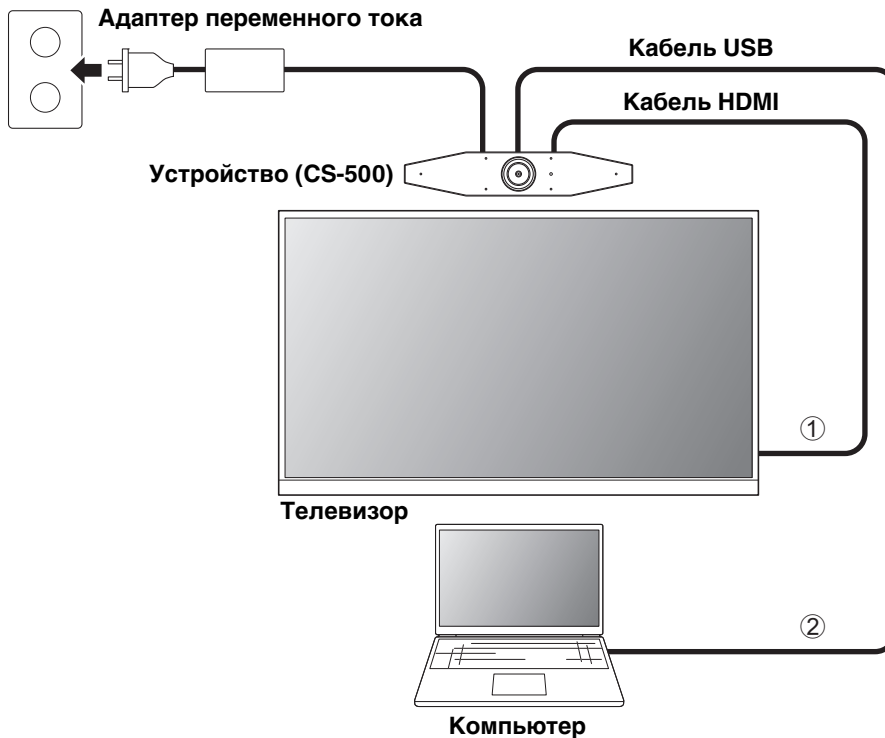 Адаптер переменного тока
Кабель USB
Кабель HDMI
Устройство (CS-500)
①
Телевизор
②
Компьютер